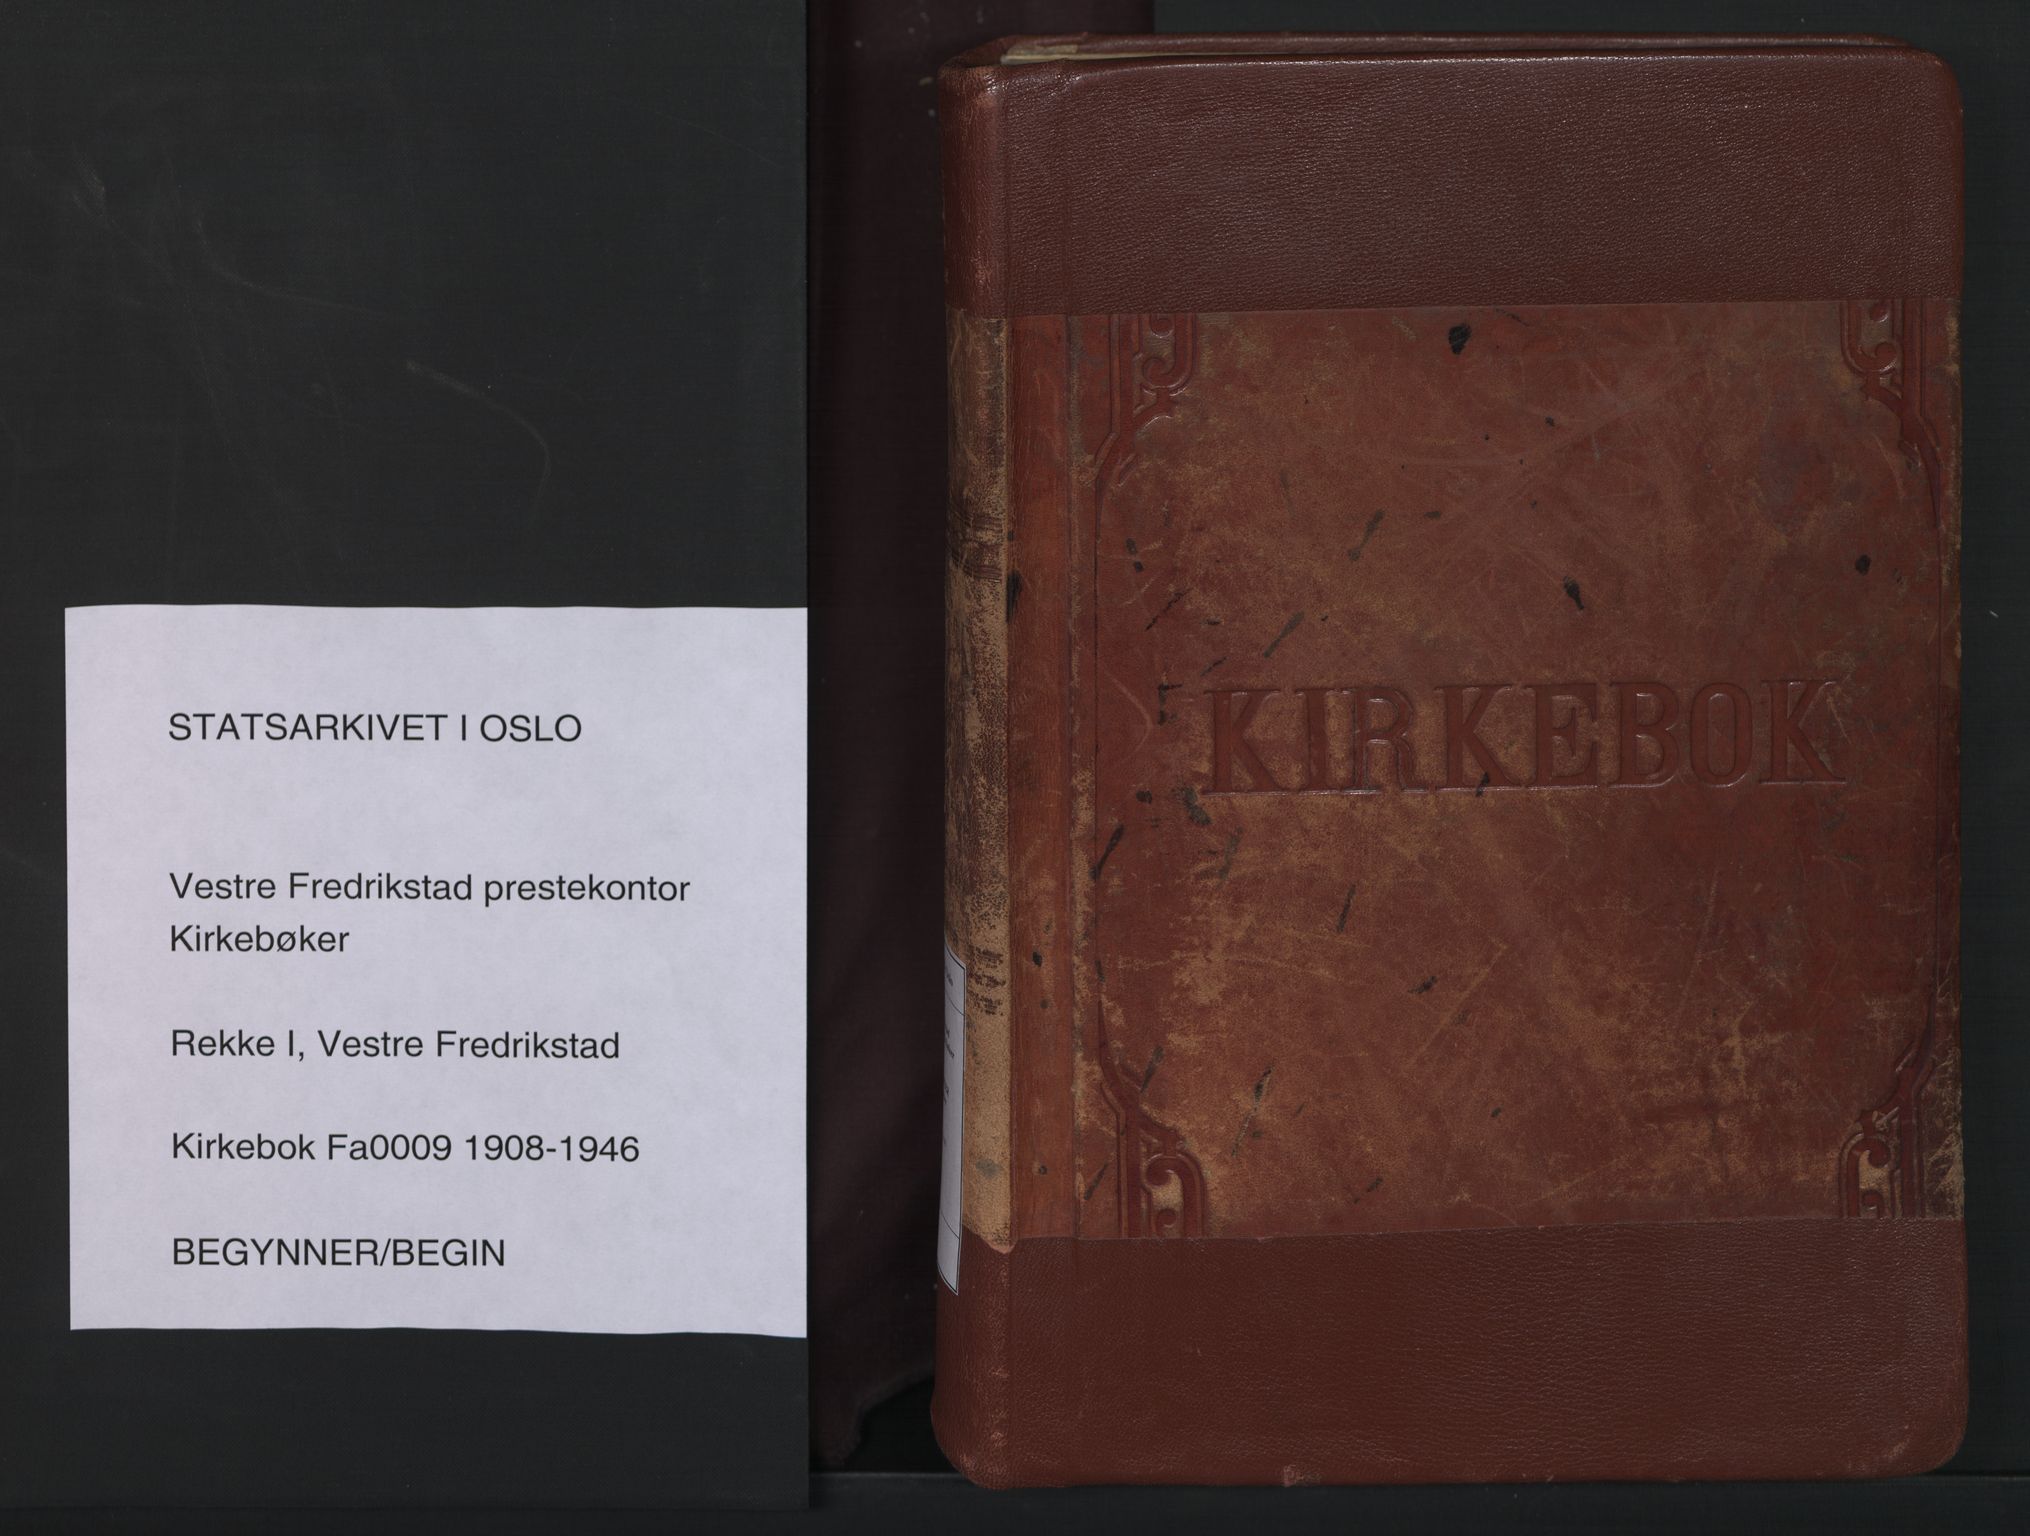 STATSARKIVET I OSLO
Vestre Fredrikstad prestekontor
Kirkebøker
Rekke I, Vestre Fredrikstad
Kirkebok Fa0009 1908-1946
BEGYNNER/BEGIN
KIRKEBOK